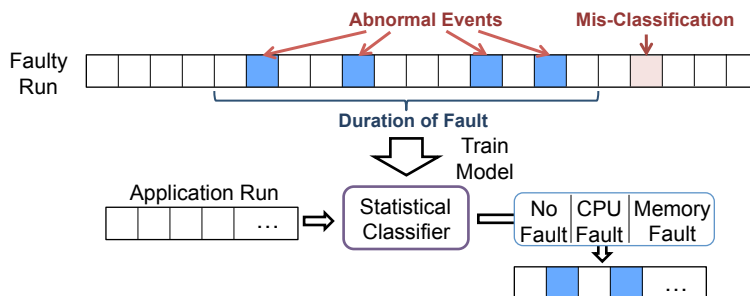 Abnormal Events
Mis-Classification
Faulty
Run
Duration of Fault
Train
Model
Application Run
...
Statistical
Classifier
No
Fault
CPU
Fault
Memory
Fault
...